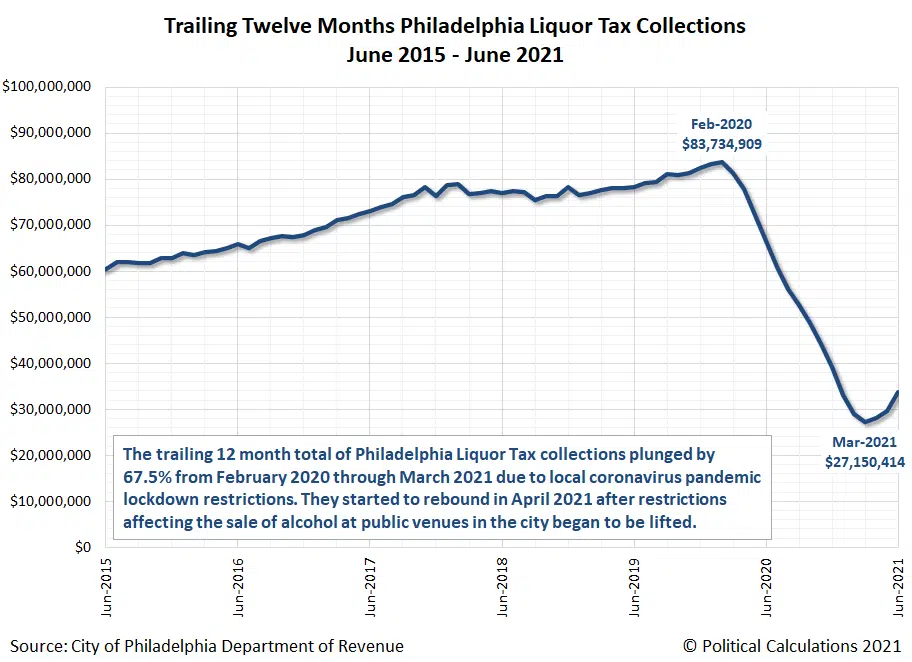 Trailing Twelve Months Philadelphia Liquor Tax Collections
June 2015 - June 2021
$100,000,000
$90,000,000
$80,000,000
$70,000,000
$60,000,000
$50,000,000
$40,000,000
$30,000,000
$20,000,000
$10,000,000
$0
Feb-2020
$83,734,909
Mar-2021
$27,150,414
The trailing 12 month total of Philadelphia Liquor Tax collections plunged by
67.5% from February 2020 through March 2021 due to local coronavirus pandemic
lockdown restrictions. They started to rebound in April 2021 after restrictions
affecting the sale of alcohol at public venues in the city began to be lifted.
Jun-2015
Jun-2016
Jun-2017
Jun-2018
Jun-2019
Jun-2020
Jun-2021
Source: City of Philadelphia Department of Revenue
© Political Calculations 2021